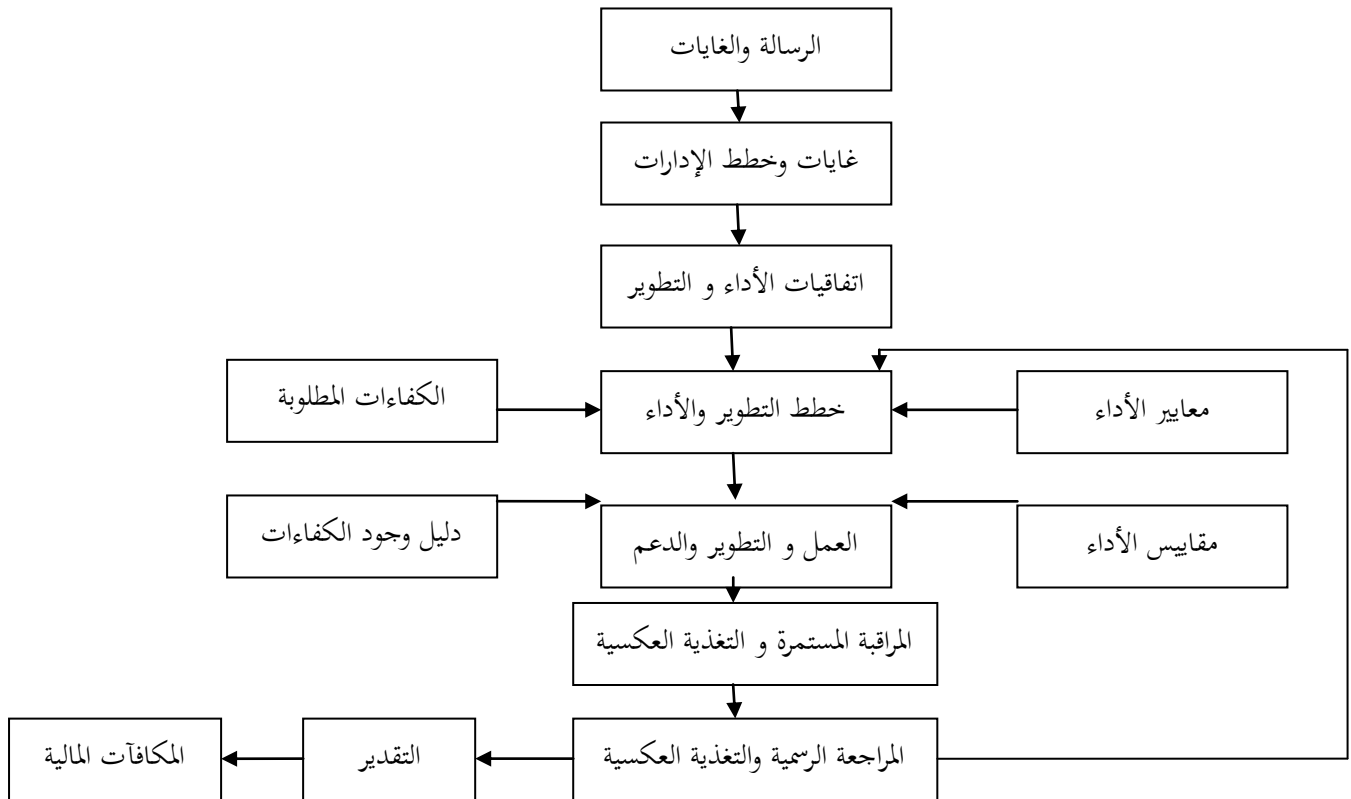 الرسالة والغايات
غايات وخطط الإدارات
اتفاقيات الأداء و التطوير
معايير الأداء
خطط التطوير والأداء
الكفاءات المطلوبة
مقاييس الأداء
العمل و التطوير والدعم
دليل وجود الكفاءات
المراقبة المستمرة و التغذية العكسية
المراجعة الرسمية والتغذية العكسية
التقدير
المكافآت المالية